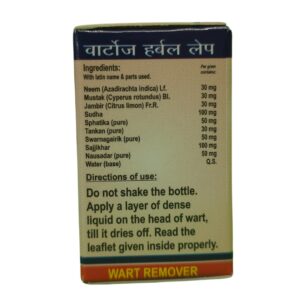 वार्टोज हर्बल लेप
Ingredients: Per gram contains:
With latin name & parts used.
Neem (Azadirachta indica) Lf. 30 mg
Mustak (Cyperus rotundus) Bl. 30 mg
Jambir (Citrus limon) Fr.R. 30 mg
Sudha 100 mg
Sphatika (pure) 50 mg
Tankan (pure) 30 mg
Swarnagairik (pure) 50 mg
Sajjikhar 100 mg
Nausadar (pure) 50 mg
Water (base) Q.S.
Directions of use:
Do not shake the bottle.
Apply a layer of dense
liquid on the head of wart,
till it dries off. Read the
leaflet given inside properly.
WART REMOVER